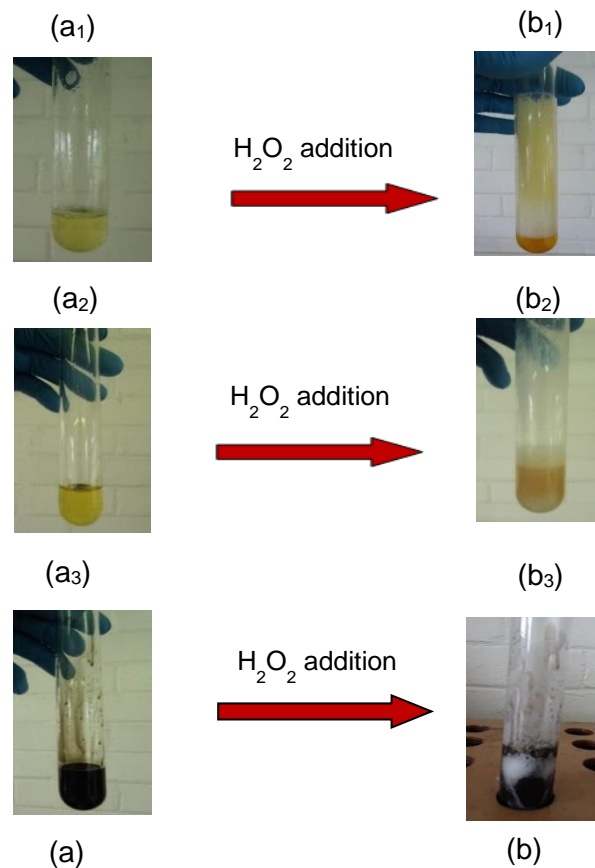 (a₁) (b₁)
H₂O₂ addition
(a₂) (b₂)
H₂O₂ addition
(a₃) (b₃)
H₂O₂ addition
(a) (b)